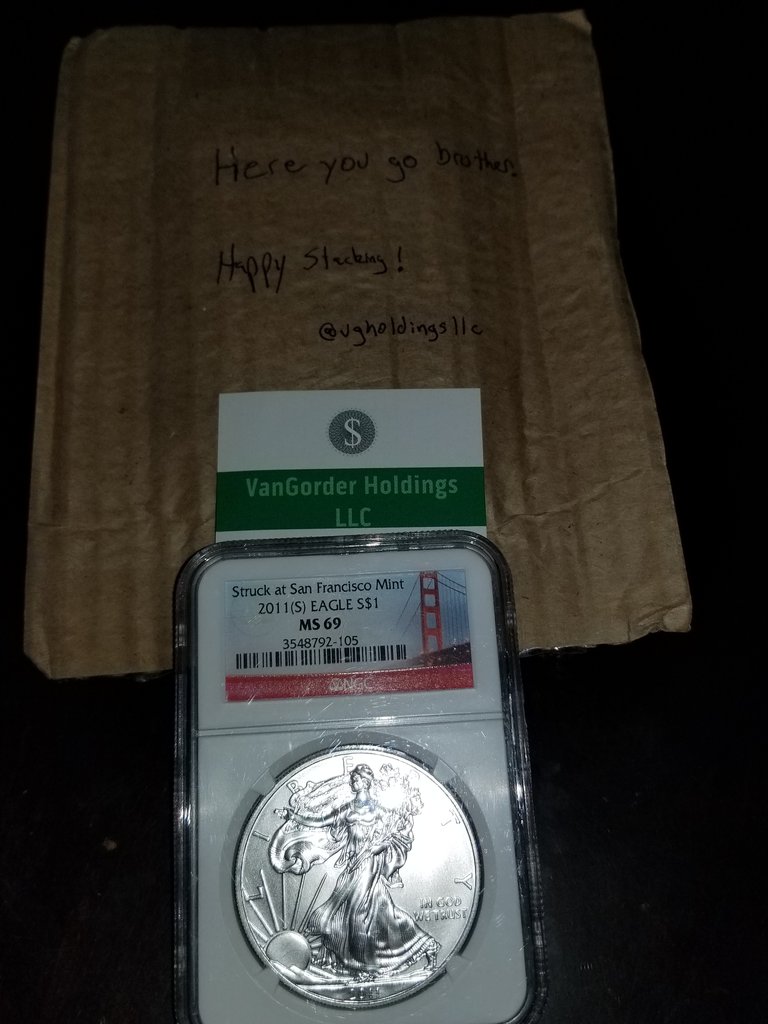 Here you go brother.
Happy Stacking!
@vgholdingsllc
$
VanGorder Holdings
LLC
Struck at San Francisco Mint
2011(S) EAGLE S$1
MS 69
3548792-105
NGC
LIBERTY
IN GOD
WE TRUST
2011